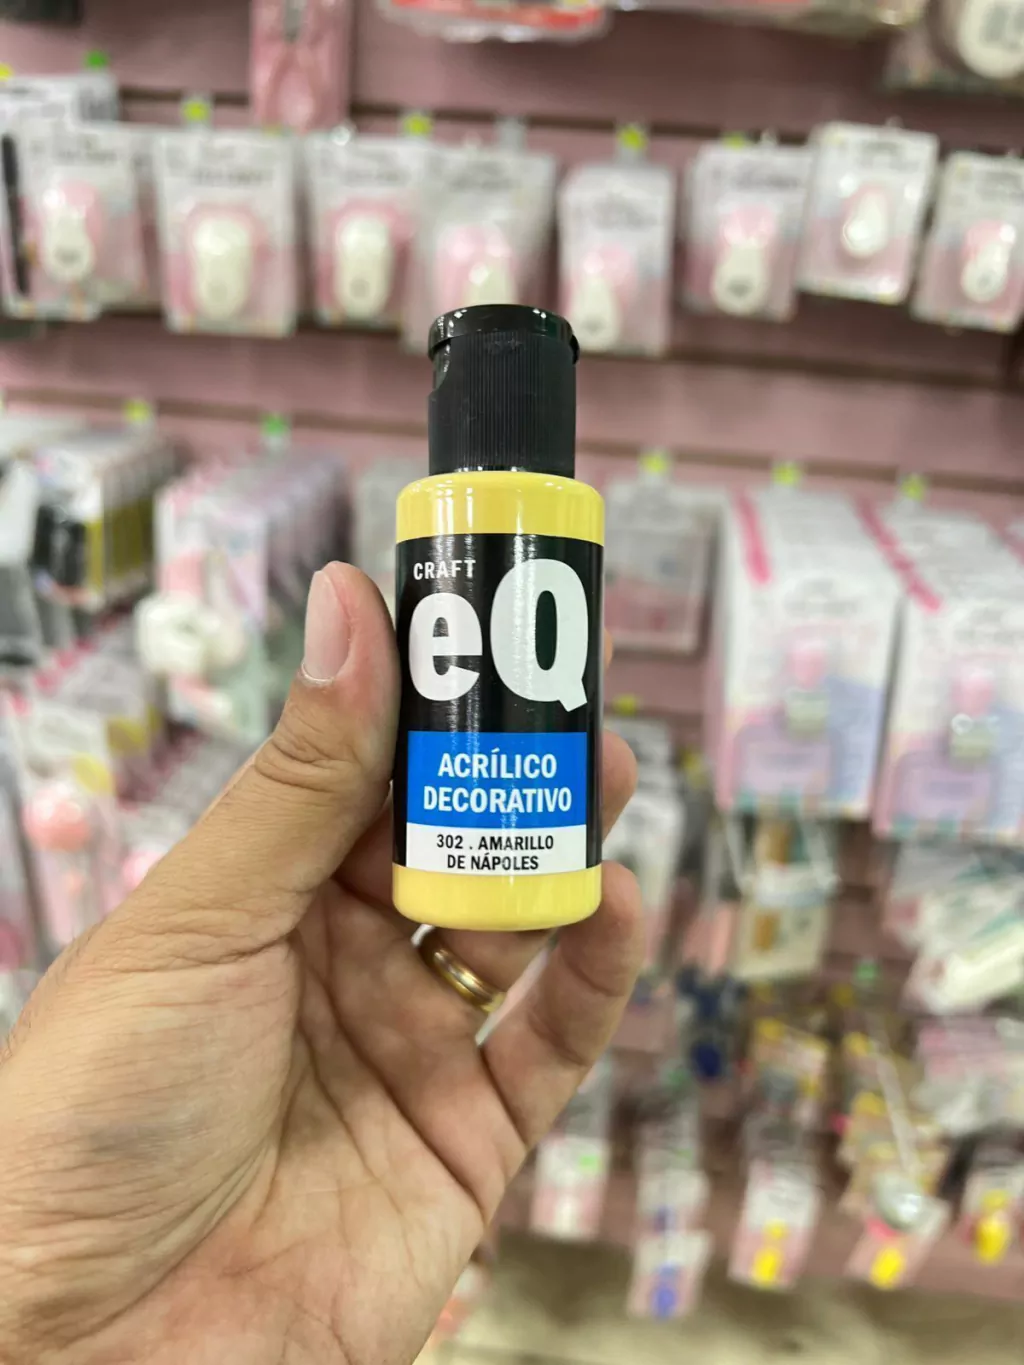 CRAFT
eQ
ACRÍLICO
DECORATIVO
302 . AMARILLO
DE NÁPOLES